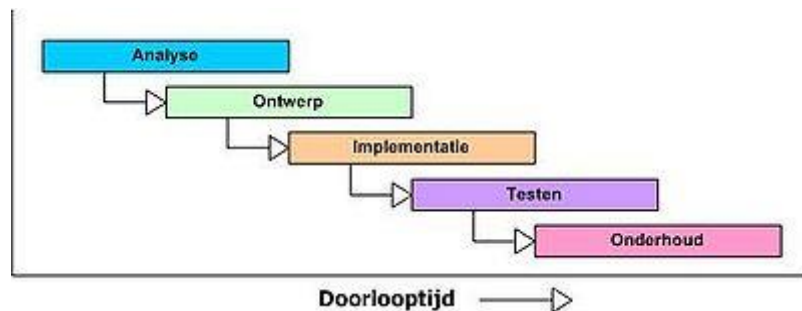 Analyse
Ontwerp
Implementatie
Testen
Onderhoud
Doorlooptijd